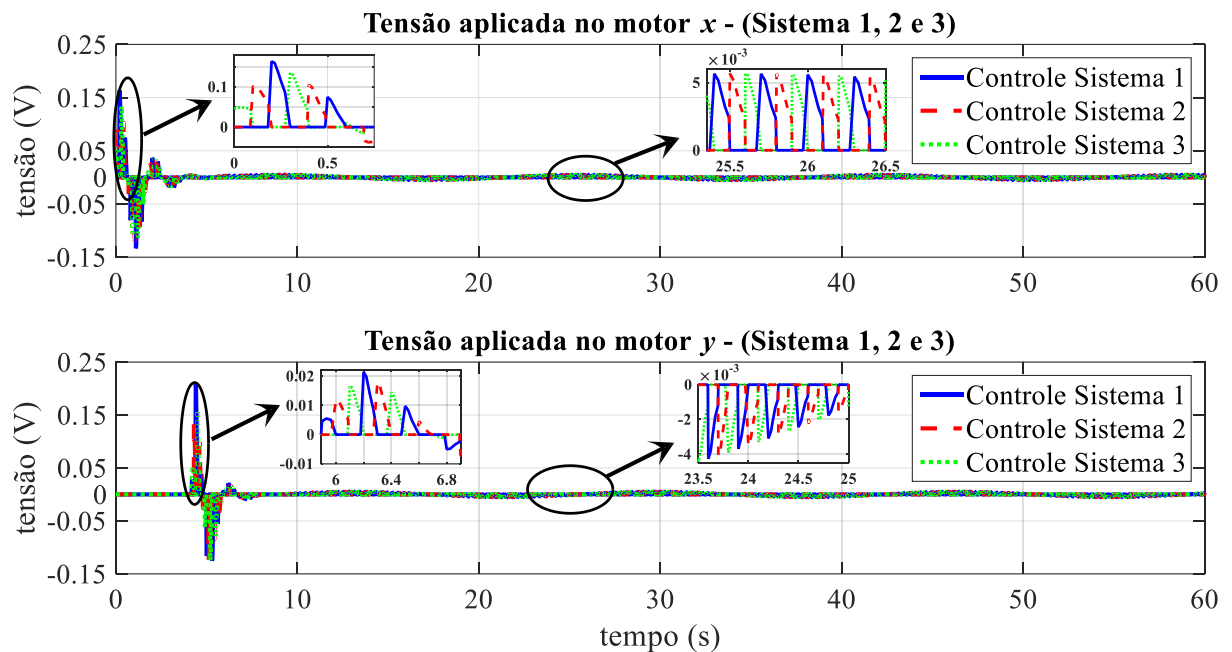 Tensão aplicada no motor x - (Sistema 1, 2 e 3)
tensão (V)
0.25
0.15
0.05
0
-0.05
-0.15
0 10 20 30 40 50 60
0.1
0
0 0.5
×10⁻³
5
0
25.5 26 26.5
Controle Sistema 1
Controle Sistema 2
Controle Sistema 3
Tensão aplicada no motor y - (Sistema 1, 2 e 3)
tensão (V)
0.25
0.15
0.05
0
-0.05
-0.15
0 10 20 30 40 50 60
0.02
0.01
0
-0.01
6 6.4 6.8
×10⁻³
0
-2
-4
23.5 24 24.5 25
Controle Sistema 1
Controle Sistema 2
Controle Sistema 3
tempo (s)